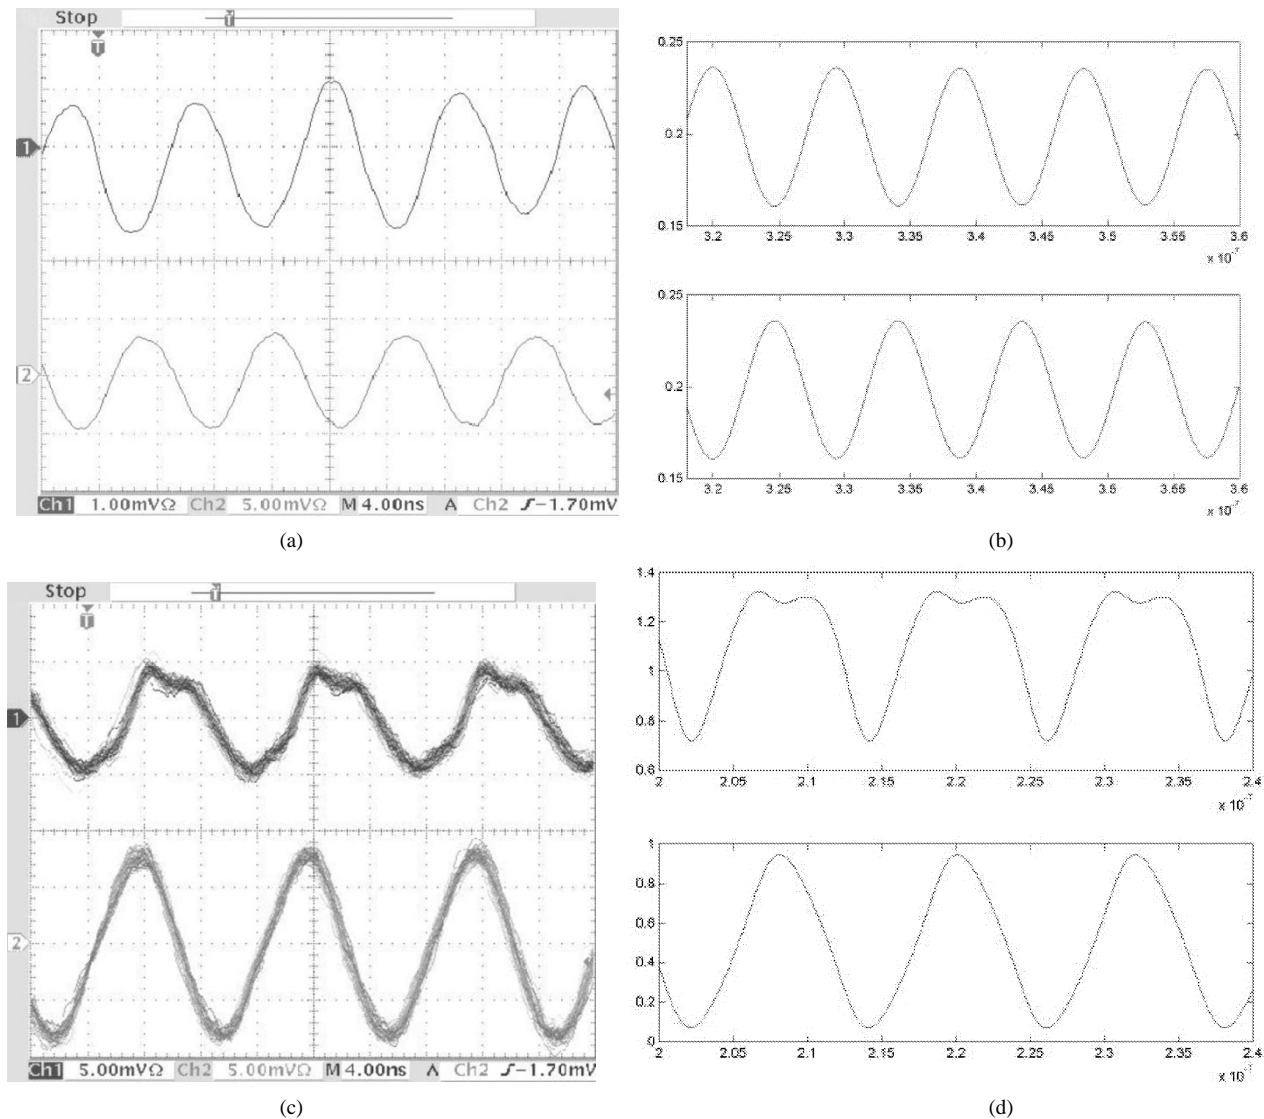 Stop
T
T
1
2
Ch1 1.00mVΩ Ch2 5.00mVΩ M 4.00ns A Ch2 ƒ-1.70mV
(a)
0.25
0.2
0.15
3.2 3.25 3.3 3.35 3.4 3.45 3.5 3.55 3.6
x 10-7
0.25
0.2
0.15
3.2 3.25 3.3 3.35 3.4 3.45 3.5 3.55 3.6
x 10-7
(b)
Stop
T
T
1
2
Ch1 5.00mVΩ Ch2 5.00mVΩ M 4.00ns A Ch2 ƒ-1.70mV
(c)
1.4
1.2
1
0.8
0.6
2 2.05 2.1 2.15 2.2 2.25 2.3 2.35 2.4
x 10-7
1
0.8
0.6
0.4
0.2
0
2 2.05 2.1 2.15 2.2 2.25 2.3 2.35 2.4
x 10-7
(d)